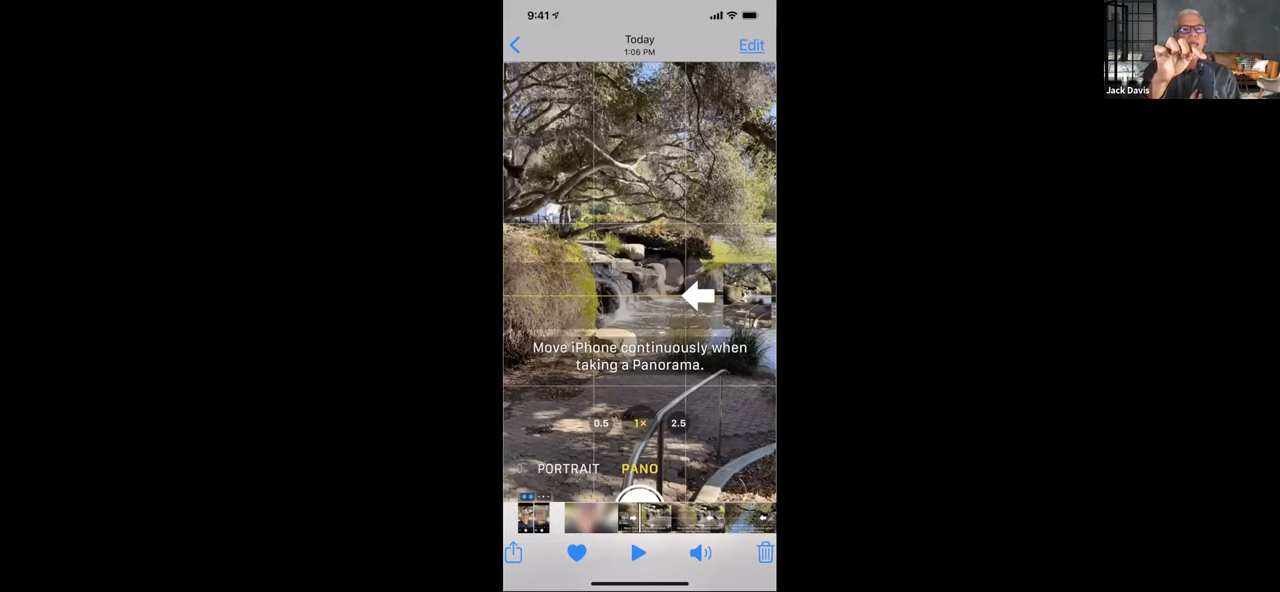 9:41
Today
1:06 PM
Edit
Jack Davis
Move iPhone continuously when
taking a Panorama.
0.5 1× 2.5
PORTRAIT PANO